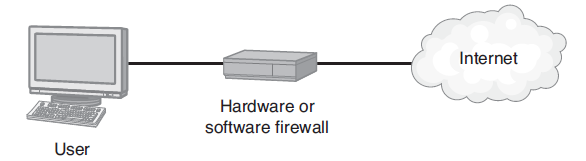 Internet
Hardware or
software firewall
User